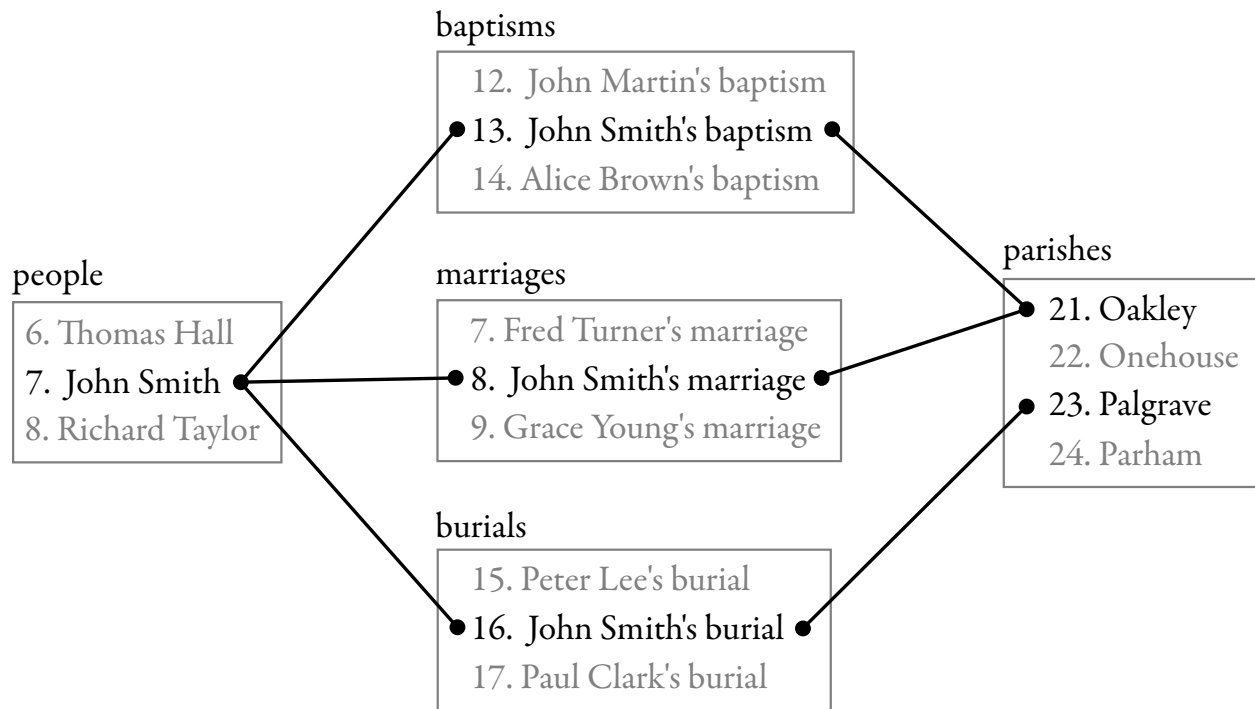 baptisms
12. John Martin's baptism
13. John Smith's baptism
14. Alice Brown's baptism
people
6. Thomas Hall
7. John Smith
8. Richard Taylor
marriages
7. Fred Turner's marriage
8. John Smith's marriage
9. Grace Young's marriage
burials
15. Peter Lee's burial
16. John Smith's burial
17. Paul Clark's burial
parishes
21. Oakley
22. Onehouse
23. Palgrave
24. Parham